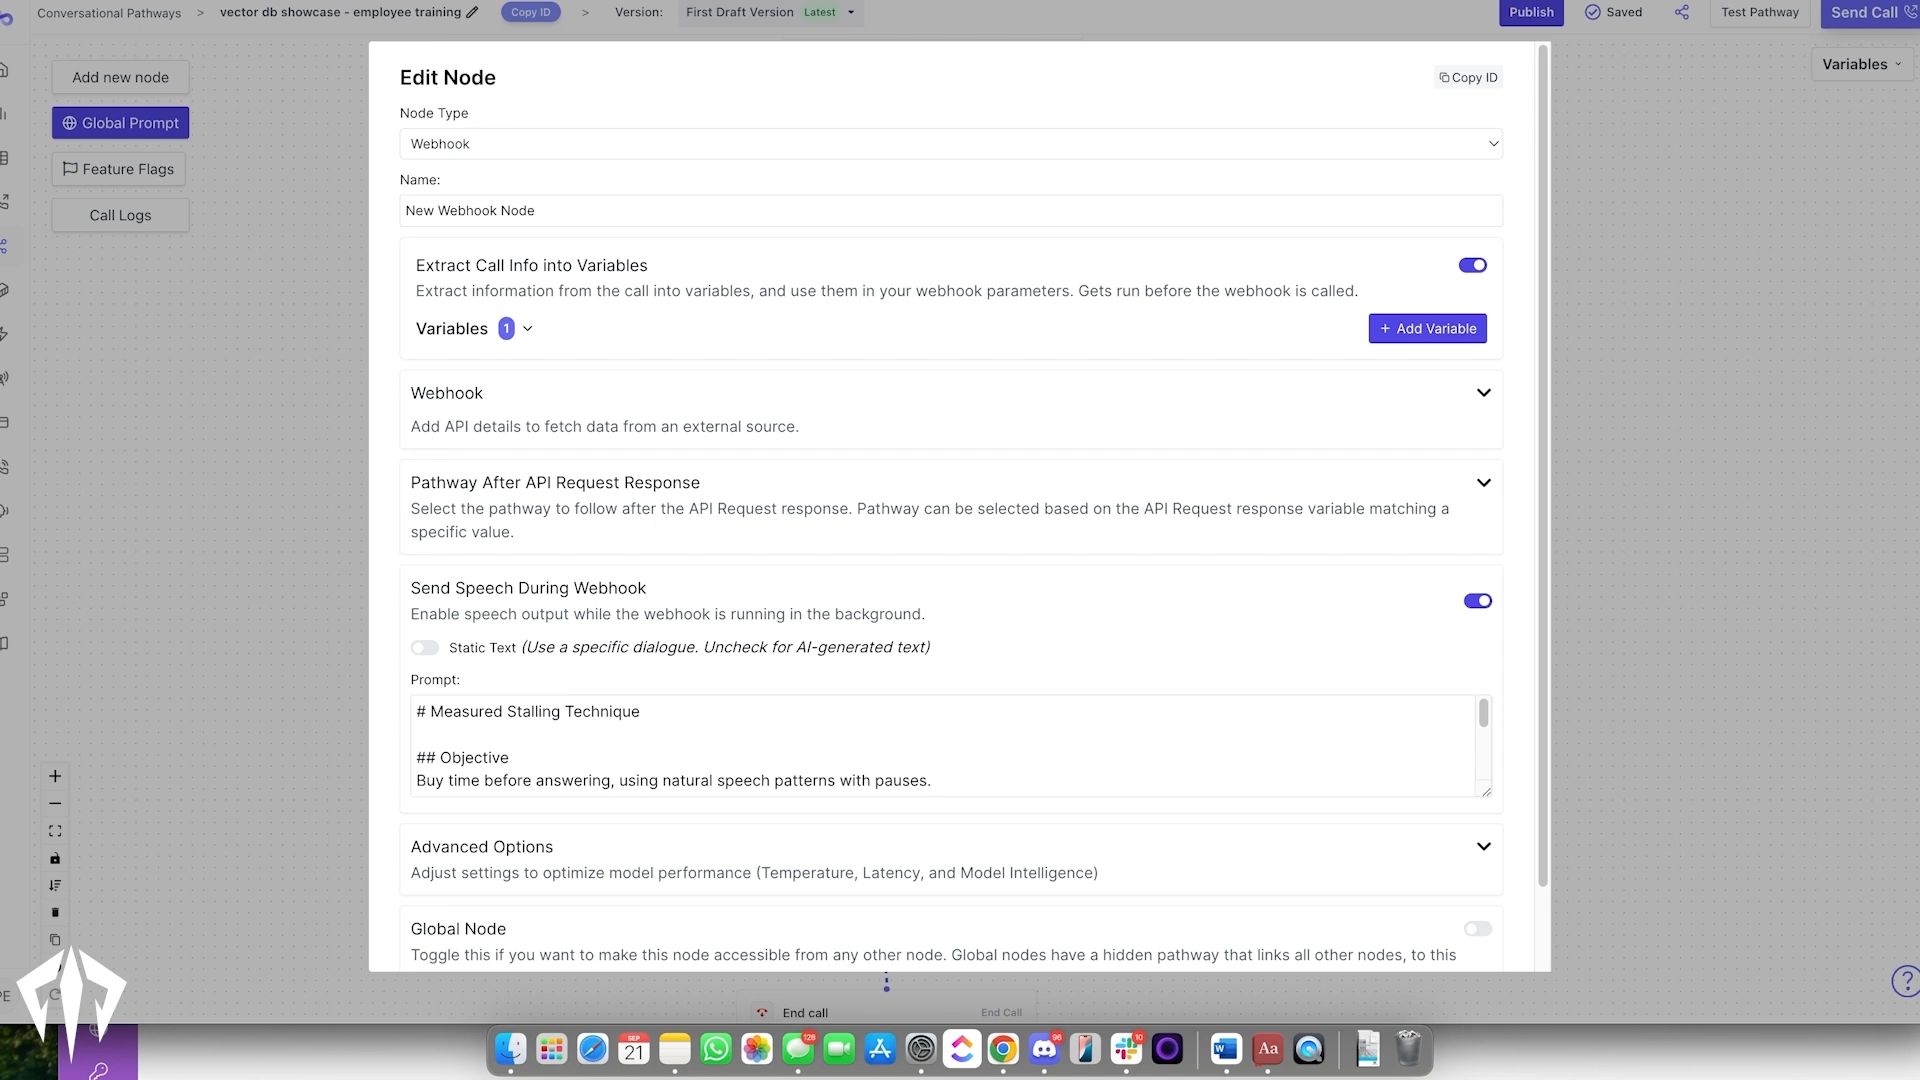 Conversational Pathways > vector db showcase - employee training Copy ID > Version: First Draft Version Latest Publish Saved Test Pathway Send Call
Variables
Add new node
Global Prompt
Feature Flags
Call Logs
Edit Node
Copy ID
Node Type
Webhook
Name:
New Webhook Node
Extract Call Info into Variables
Extract information from the call into variables, and use them in your webhook parameters. Gets run before the webhook is called.
Variables 1
+ Add Variable
Webhook
Add API details to fetch data from an external source.
Pathway After API Request Response
Select the pathway to follow after the API Request response. Pathway can be selected based on the API Request response variable matching a
specific value.
Send Speech During Webhook
Enable speech output while the webhook is running in the background.
Static Text (Use a specific dialogue. Uncheck for AI-generated text)
Prompt:
# Measured Stalling Technique
## Objective
Buy time before answering, using natural speech patterns with pauses.
Advanced Options
Adjust settings to optimize model performance (Temperature, Latency, and Model Intelligence)
Global Node
Toggle this if you want to make this node accessible from any other node. Global nodes have a hidden pathway that links all other nodes, to this
PE
?
End call End Call
SEP
21
128
96
10
W
Aa